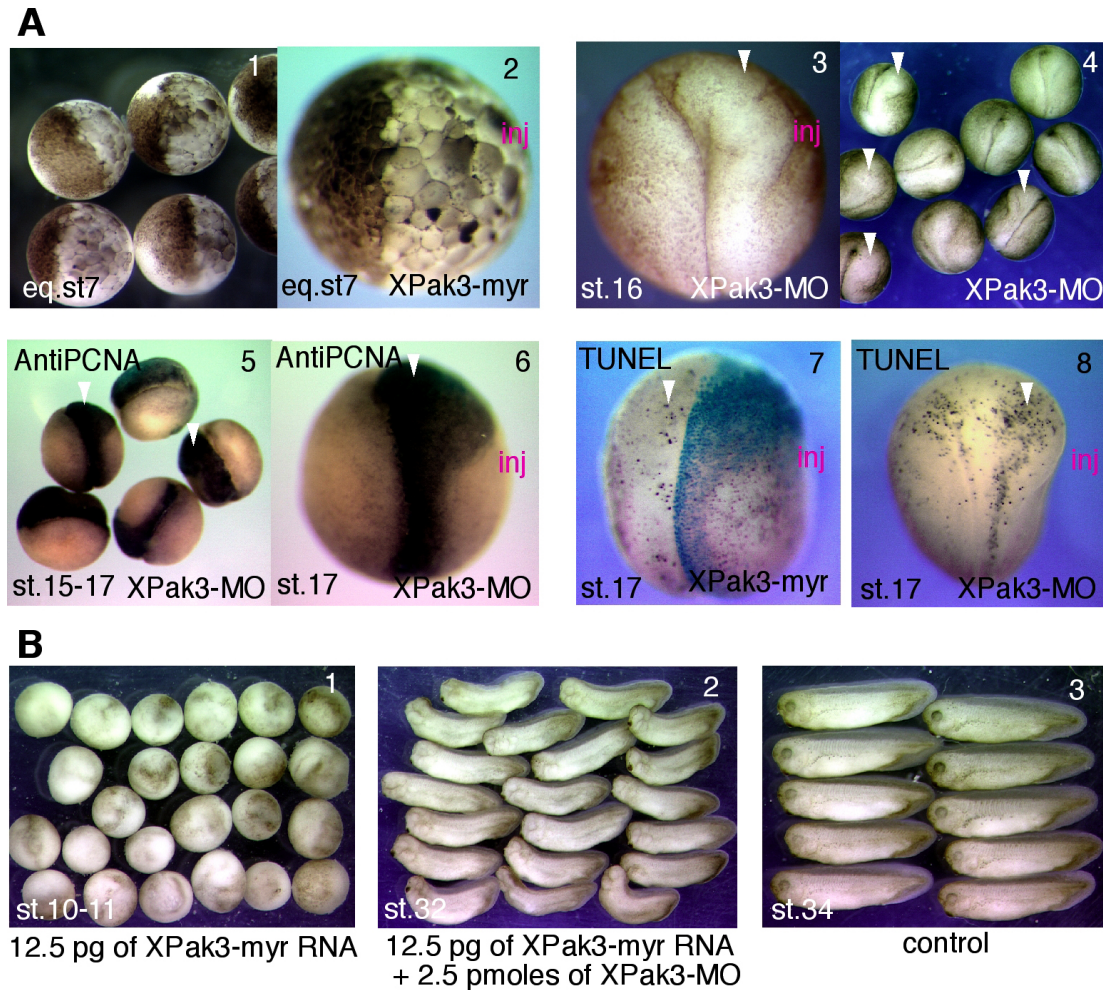 A
1
2
inj
eq.st7
eq.st7 XPak3-myr
3
inj
st.16 XPak3-MO
4
XPak3-MO
AntiPCNA 5
st.15-17 XPak3-MO
AntiPCNA 6
inj
st.17 XPak3-MO
TUNEL 7
inj
st.17 XPak3-myr
TUNEL 8
inj
st.17 XPak3-MO
B
1
st.10-11
12.5 pg of XPak3-myr RNA
2
st.32
12.5 pg of XPak3-myr RNA
+ 2.5 pmoles of XPak3-MO
3
st.34
control